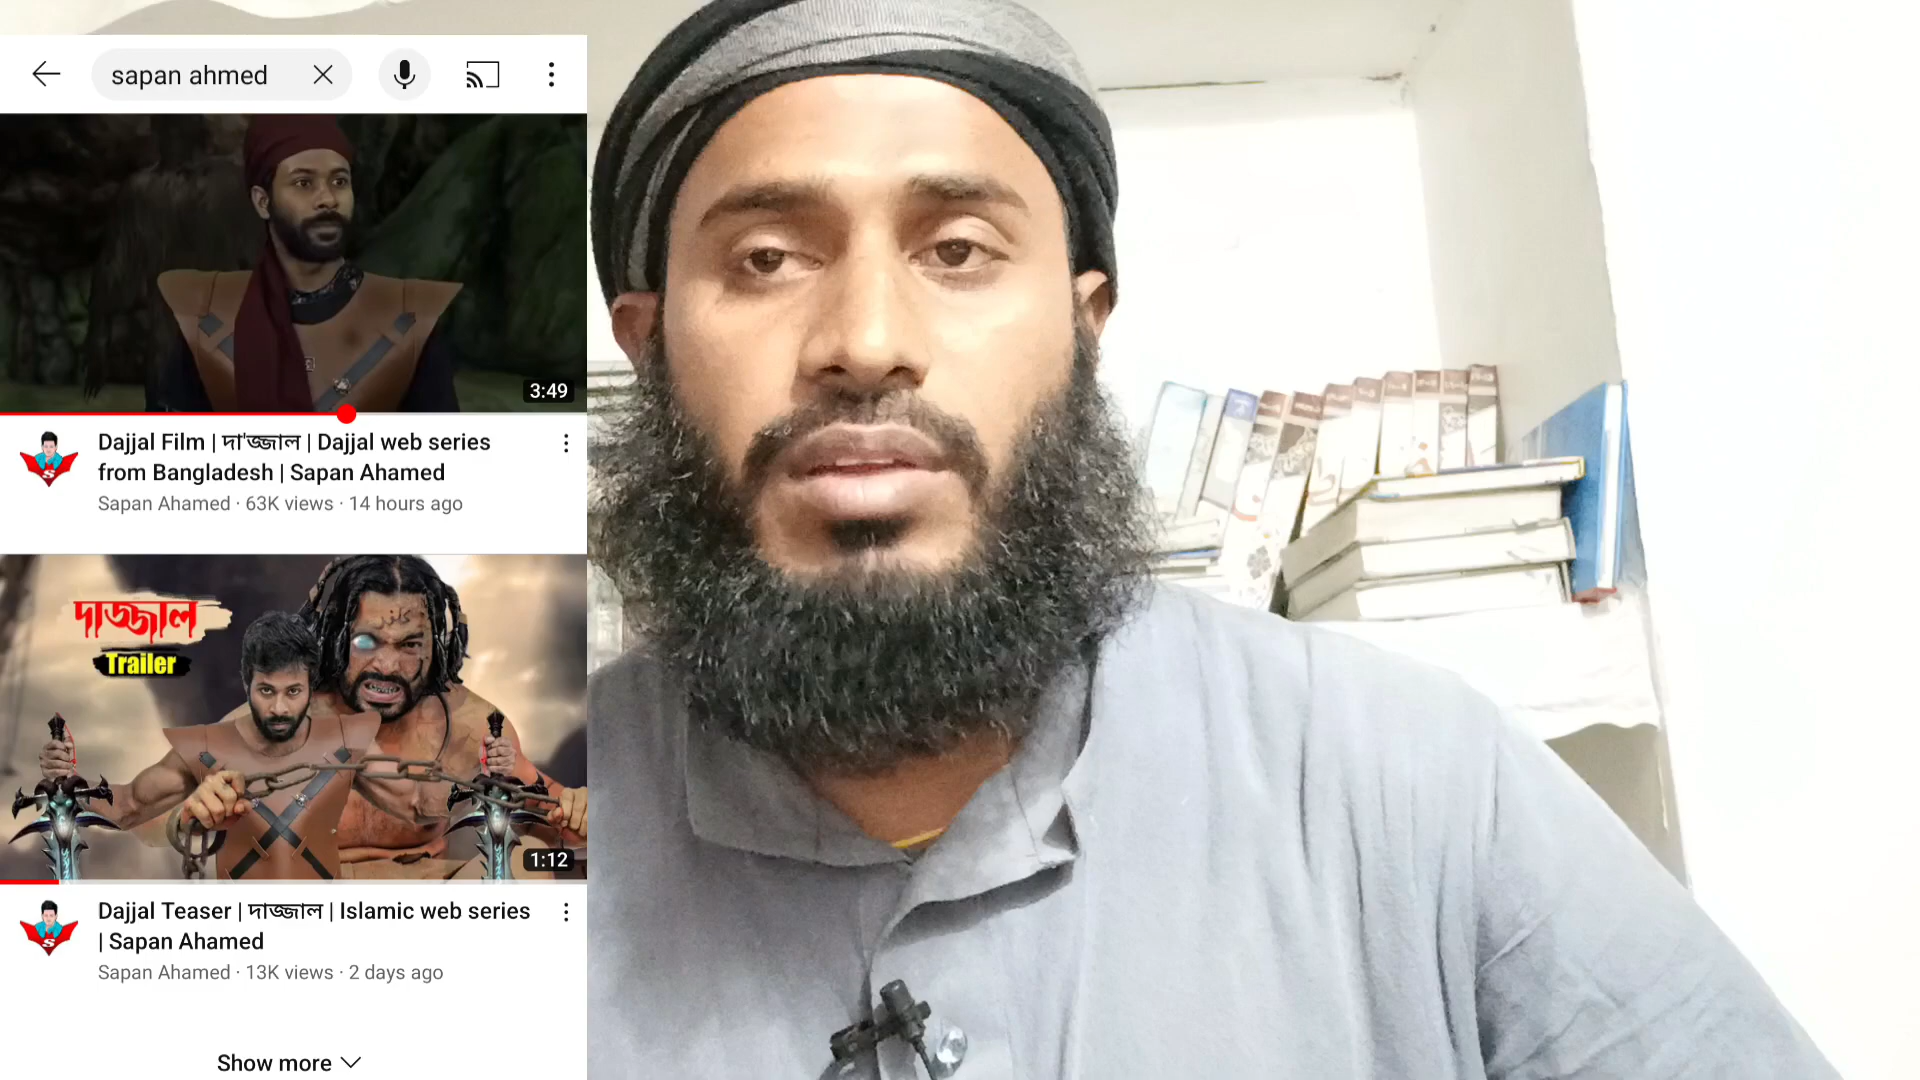 sapan ahmed
3:49
Dajjal Film | দা'জ্জাল | Dajjal web series
from Bangladesh | Sapan Ahamed
Sapan Ahamed · 63K views · 14 hours ago
দাজ্জাল
Trailer
1:12
Dajjal Teaser | দাজ্জাল | Islamic web series
| Sapan Ahamed
Sapan Ahamed · 13K views · 2 days ago
Show more